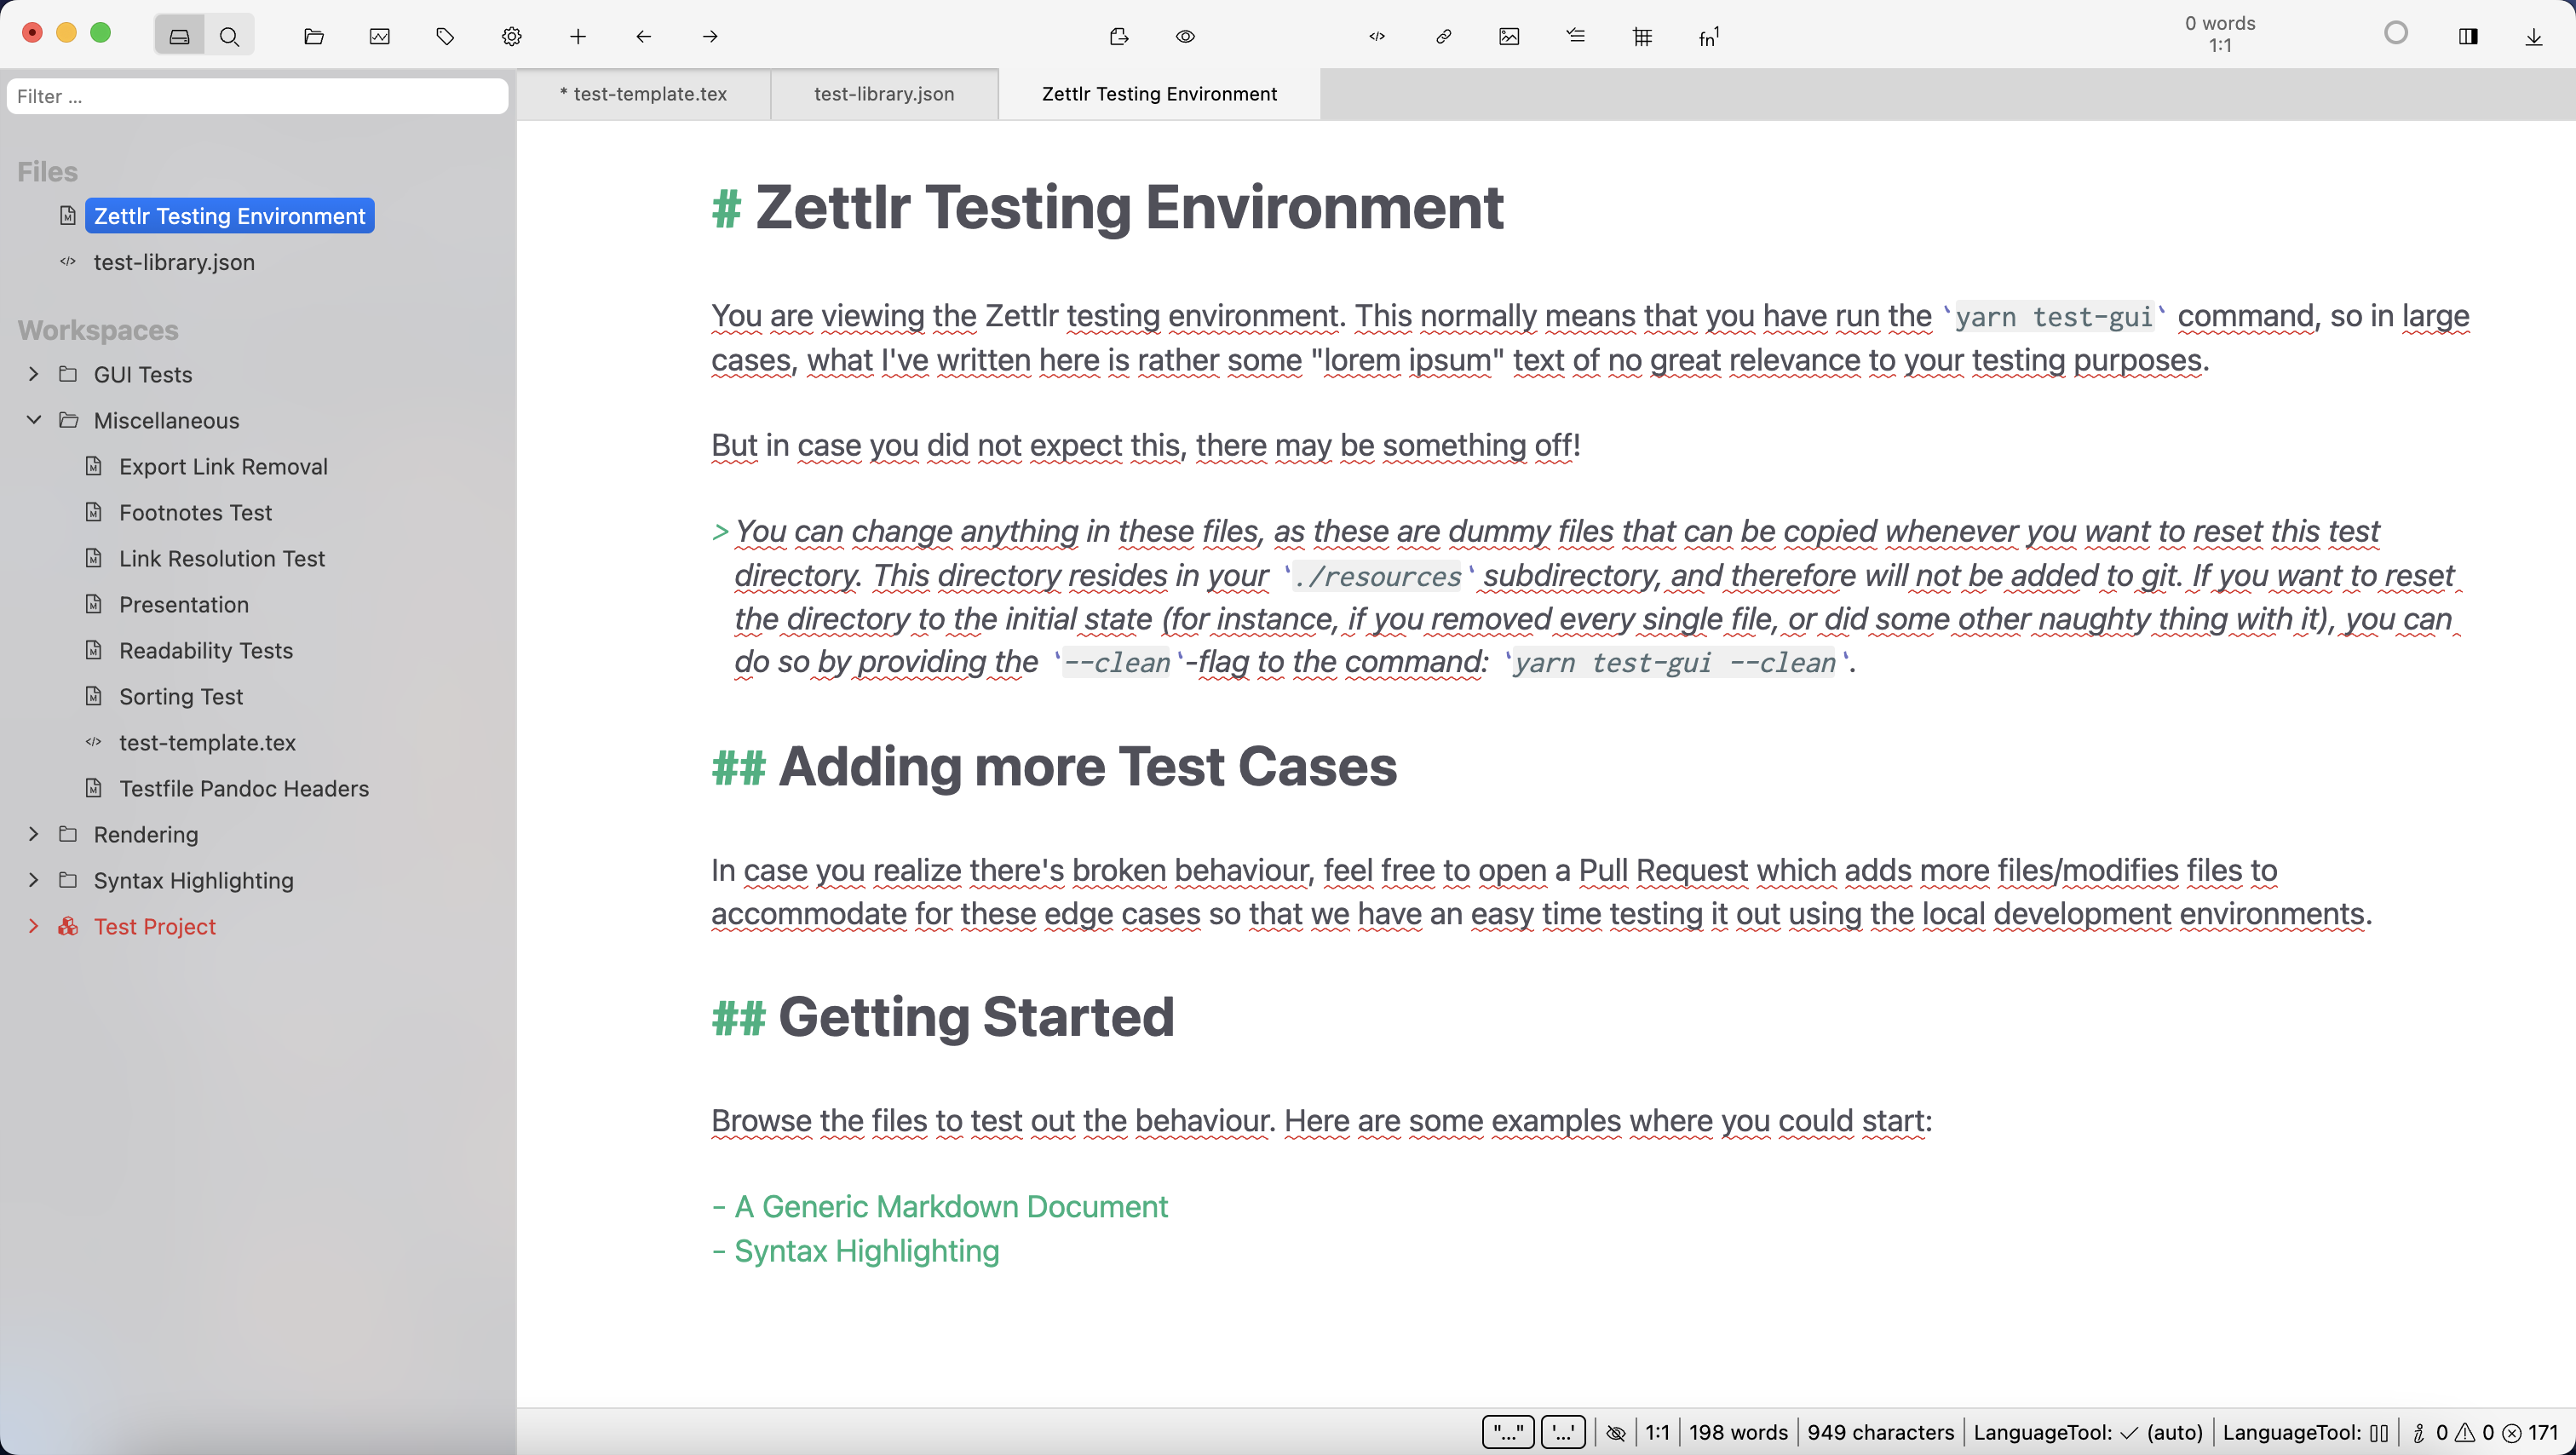 0 words
1:1
Filter ...
* test-template.tex
test-library.json
Zettlr Testing Environment
Files
Zettlr Testing Environment
test-library.json
Workspaces
GUI Tests
Miscellaneous
Export Link Removal
Footnotes Test
Link Resolution Test
Presentation
Readability Tests
Sorting Test
test-template.tex
Testfile Pandoc Headers
Rendering
Syntax Highlighting
Test Project
# Zettlr Testing Environment
You are viewing the Zettlr testing environment. This normally means that you have run the `yarn test-gui` command, so in large
cases, what I've written here is rather some "lorem ipsum" text of no great relevance to your testing purposes.
But in case you did not expect this, there may be something off!
> You can change anything in these files, as these are dummy files that can be copied whenever you want to reset this test
directory. This directory resides in your `./resources` subdirectory, and therefore will not be added to git. If you want to reset
the directory to the initial state (for instance, if you removed every single file, or did some other naughty thing with it), you can
do so by providing the `--clean`-flag to the command: `yarn test-gui --clean`.
## Adding more Test Cases
In case you realize there's broken behaviour, feel free to open a Pull Request which adds more files/modifies files to
accommodate for these edge cases so that we have an easy time testing it out using the local development environments.
## Getting Started
Browse the files to test out the behaviour. Here are some examples where you could start:
- A Generic Markdown Document
- Syntax Highlighting
fn1
"..." '...' 1:1 198 words 949 characters LanguageTool: ✓ (auto) LanguageTool: 0 0 171